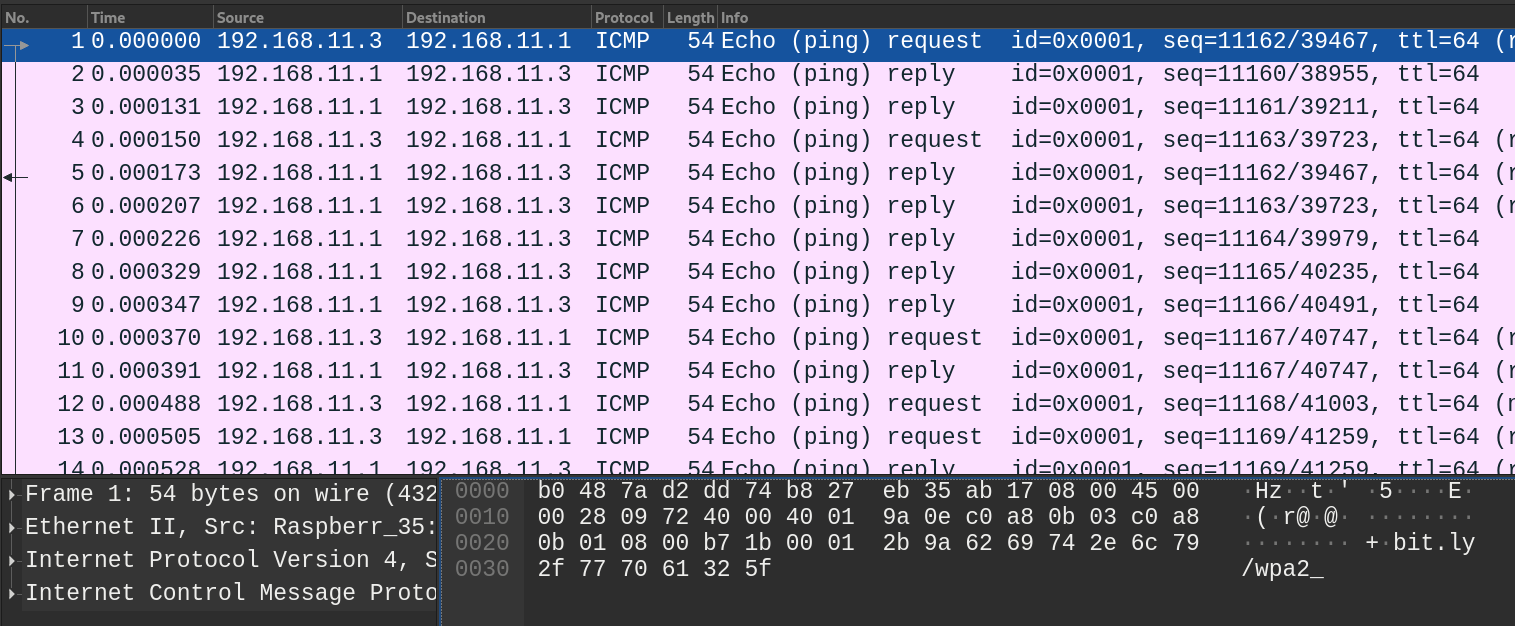 No. Time Source Destination Protocol Length Info
1 0.000000 192.168.11.3 192.168.11.1 ICMP 54 Echo (ping) request id=0x0001, seq=11162/39467, ttl=64 (r
2 0.000035 192.168.11.1 192.168.11.3 ICMP 54 Echo (ping) reply id=0x0001, seq=11160/38955, ttl=64
3 0.000131 192.168.11.1 192.168.11.3 ICMP 54 Echo (ping) reply id=0x0001, seq=11161/39211, ttl=64
4 0.000150 192.168.11.3 192.168.11.1 ICMP 54 Echo (ping) request id=0x0001, seq=11163/39723, ttl=64 (r
5 0.000173 192.168.11.1 192.168.11.3 ICMP 54 Echo (ping) reply id=0x0001, seq=11162/39467, ttl=64 (r
6 0.000207 192.168.11.1 192.168.11.3 ICMP 54 Echo (ping) reply id=0x0001, seq=11163/39723, ttl=64 (r
7 0.000226 192.168.11.1 192.168.11.3 ICMP 54 Echo (ping) reply id=0x0001, seq=11164/39979, ttl=64
8 0.000329 192.168.11.1 192.168.11.3 ICMP 54 Echo (ping) reply id=0x0001, seq=11165/40235, ttl=64
9 0.000347 192.168.11.1 192.168.11.3 ICMP 54 Echo (ping) reply id=0x0001, seq=11166/40491, ttl=64
10 0.000370 192.168.11.3 192.168.11.1 ICMP 54 Echo (ping) request id=0x0001, seq=11167/40747, ttl=64 (r
11 0.000391 192.168.11.1 192.168.11.3 ICMP 54 Echo (ping) reply id=0x0001, seq=11167/40747, ttl=64 (r
12 0.000488 192.168.11.3 192.168.11.1 ICMP 54 Echo (ping) request id=0x0001, seq=11168/41003, ttl=64 (n
13 0.000505 192.168.11.3 192.168.11.1 ICMP 54 Echo (ping) request id=0x0001, seq=11169/41259, ttl=64 (r
14 0.000528 192.168.11.1 192.168.11.3 ICMP 54 Echo (ping) reply id=0x0001, seq=11169/41259, ttl=64 (r
Frame 1: 54 bytes on wire (432
Ethernet II, Src: Raspberr_35:
Internet Protocol Version 4, S
Internet Control Message Proto
0000 b0 48 7a d2 dd 74 b8 27 eb 35 ab 17 08 00 45 00 ·Hz··t·' ·5····E·
0010 00 28 09 72 40 00 40 01 9a 0e c0 a8 0b 03 c0 a8 ·(·r@·@· ········
0020 0b 01 08 00 b7 1b 00 01 2b 9a 62 69 74 2e 6c 79 ········ +·bit.ly
0030 2f 77 70 61 32 5f /wpa2_